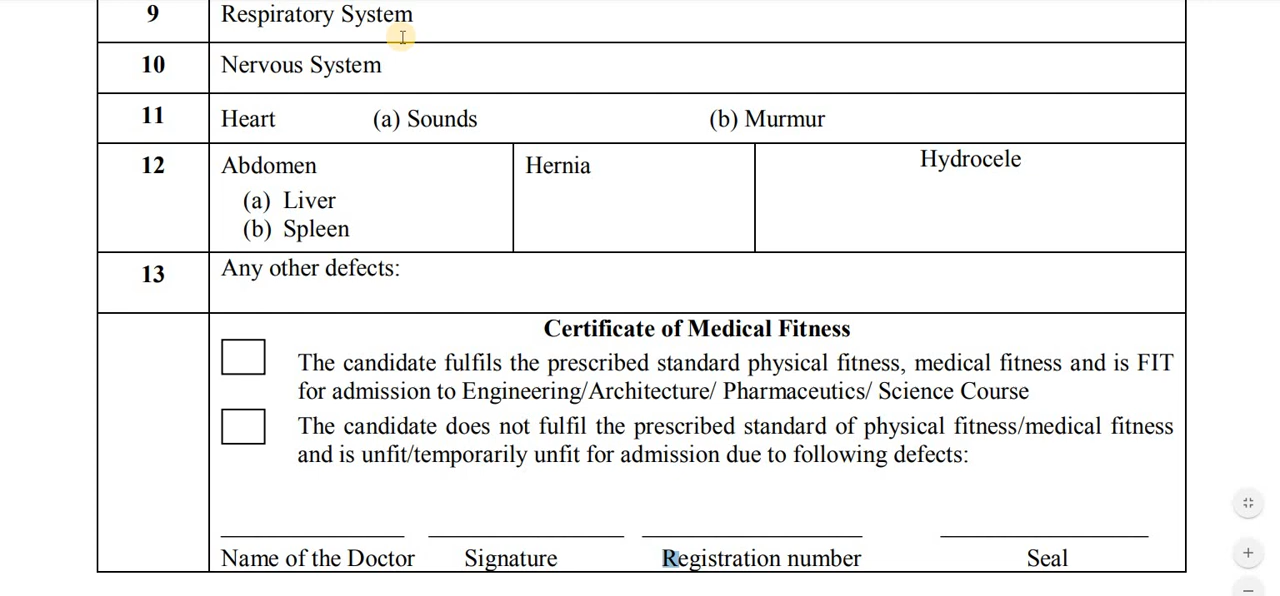 9 Respiratory System
10 Nervous System
11 Heart (a) Sounds (b) Murmur
12 Abdomen Hernia Hydrocele
(a) Liver
(b) Spleen
13 Any other defects:
Certificate of Medical Fitness
The candidate fulfils the prescribed standard physical fitness, medical fitness and is FIT
for admission to Engineering/Architecture/ Pharmaceutics/ Science Course
The candidate does not fulfil the prescribed standard of physical fitness/medical fitness
and is unfit/temporarily unfit for admission due to following defects:
Name of the Doctor Signature Registration number Seal